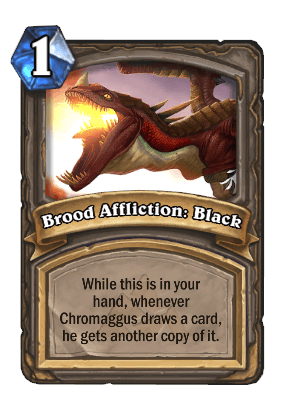 1
Brood Affliction: Black
While this is in your
hand, whenever
Chromaggus draws a card,
he gets another copy of it.